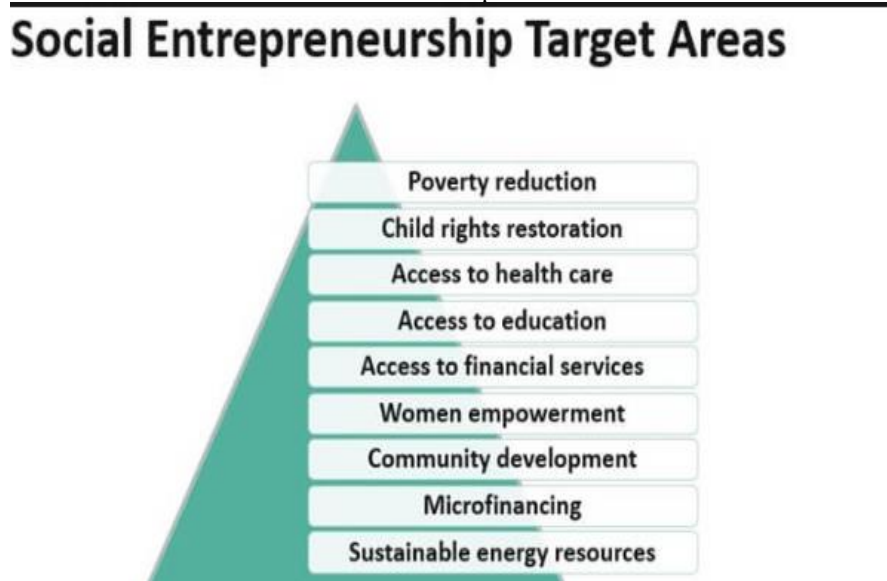 Social Entrepreneurship Target Areas
Poverty reduction
Child rights restoration
Access to health care
Access to education
Access to financial services
Women empowerment
Community development
Microfinancing
Sustainable energy resources